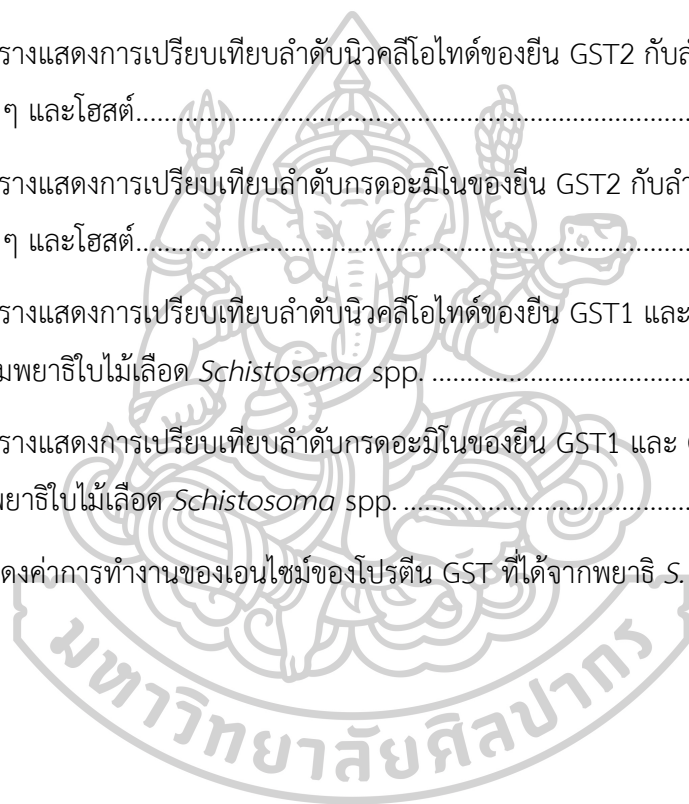 รางแสดงการเปรียบเทียบลำดับนิวคลีโอไทด์ของยีน GST2 กับลำ
ๆ และโฮสต์
รางแสดงการเปรียบเทียบลำดับกรดอะมิโนของยีน GST2 กับลำ
ๆ และโฮสต์
รางแสดงการเปรียบเทียบลำดับนิวคลีโอไทด์ของยีน GST1 และ
มพยาธิใบไม้เลือด Schistosoma spp.
รางแสดงการเปรียบเทียบลำดับกรดอะมิโนของยีน GST1 และ
พยาธิใบไม้เลือด Schistosoma spp.
ดงค่าการทำงานของเอนไซม์ของโปรตีน GST ที่ได้จากพยาธิ S.
มหาวิทยาลัยศิลปากร